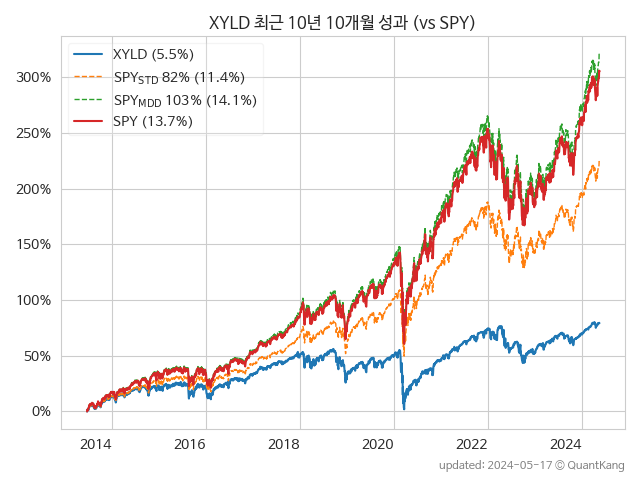 XYLD 최근 10년 10개월 성과 (vs SPY)
XYLD (5.5%)
SPY_STD 82% (11.4%)
SPY_MDD 103% (14.1%)
SPY (13.7%)
300%
250%
200%
150%
100%
50%
0%
2014 2016 2018 2020 2022 2024
updated: 2024-05-17 © QuantKang